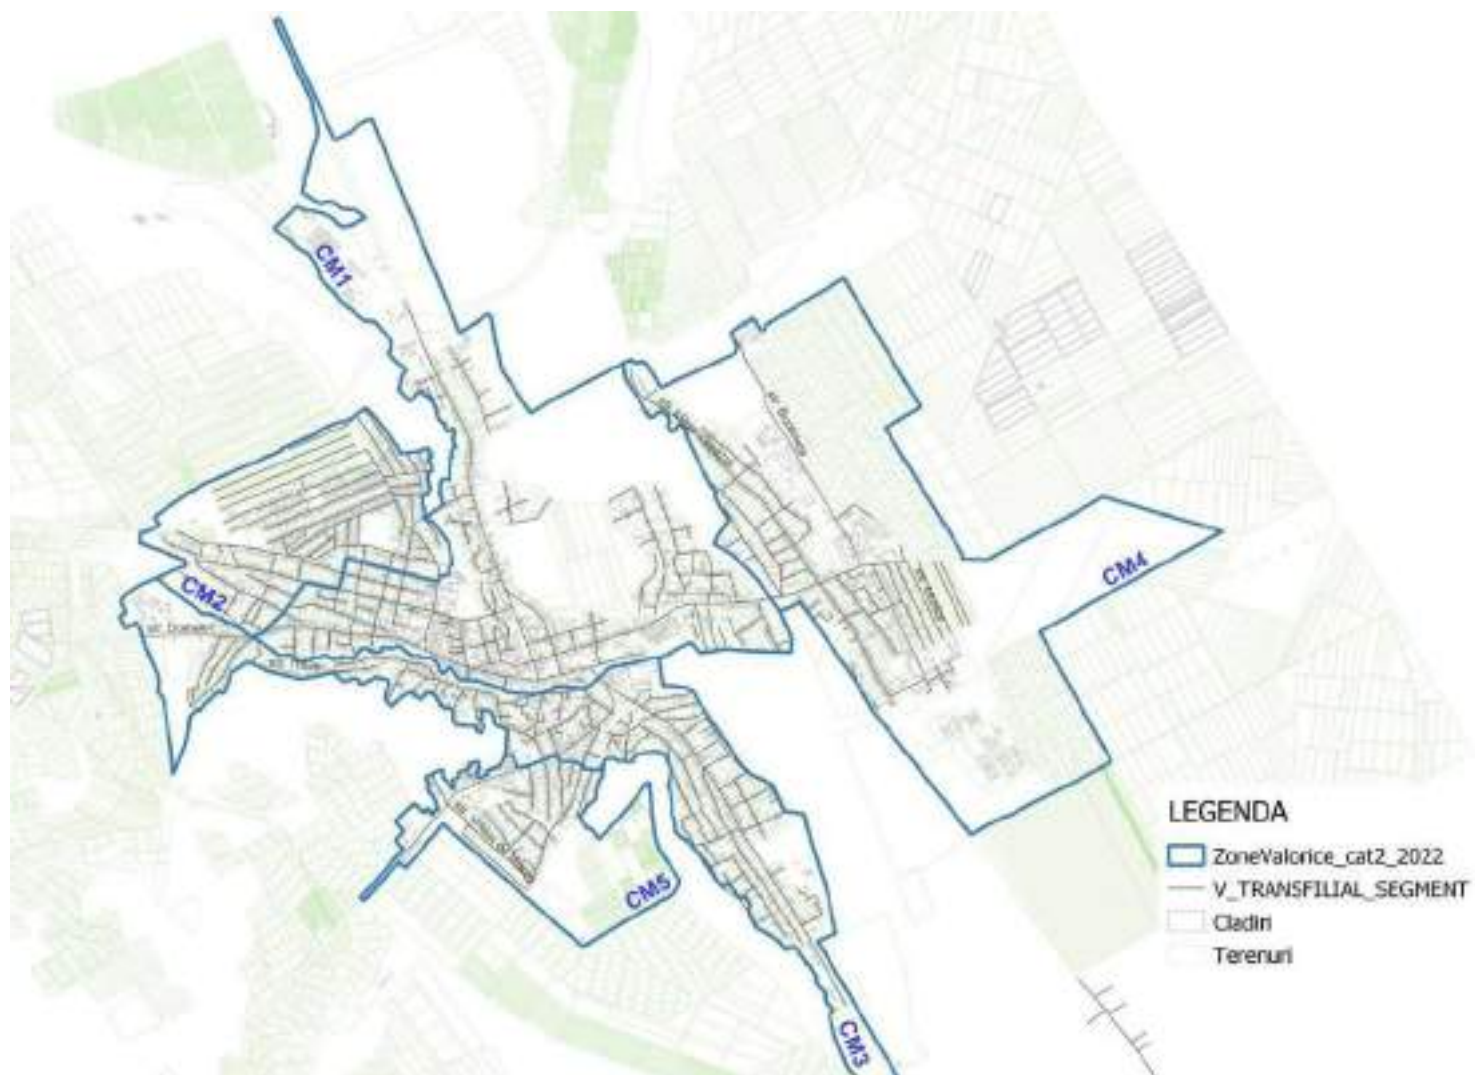 CM1
CM2
CM4
CM5
CM3
LEGENDA
ZoneValorice_cat2_2022
V_TRANSFILIAL_SEGMENT
Cladiri
Terenuri